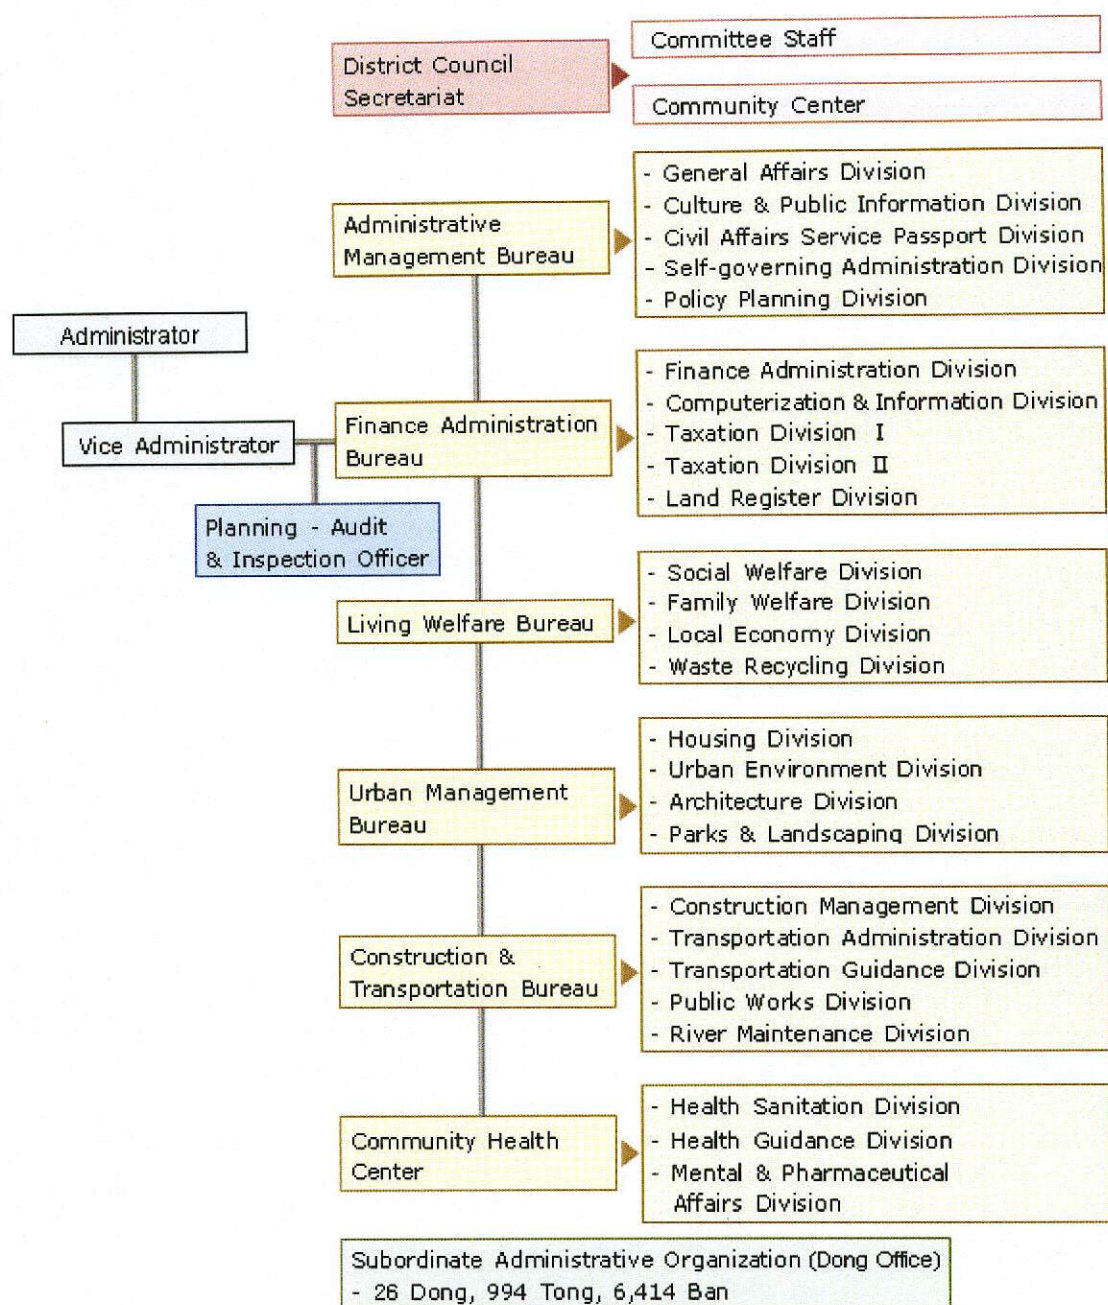 District Council
Secretariat
Committee Staff
Community Center
Administrative
Management Bureau
- General Affairs Division
- Culture & Public Information Division
- Civil Affairs Service Passport Division
- Self-governing Administration Division
- Policy Planning Division
Administrator
Vice Administrator
Planning - Audit
& Inspection Officer
Finance Administration
Bureau
- Finance Administration Division
- Computerization & Information Division
- Taxation Division Ⅰ
- Taxation Division Ⅱ
- Land Register Division
Living Welfare Bureau
- Social Welfare Division
- Family Welfare Division
- Local Economy Division
- Waste Recycling Division
Urban Management
Bureau
- Housing Division
- Urban Environment Division
- Architecture Division
- Parks & Landscaping Division
Construction &
Transportation Bureau
- Construction Management Division
- Transportation Administration Division
- Transportation Guidance Division
- Public Works Division
- River Maintenance Division
Community Health
Center
- Health Sanitation Division
- Health Guidance Division
- Mental & Pharmaceutical
Affairs Division
Subordinate Administrative Organization (Dong Office)
- 26 Dong, 994 Tong, 6,414 Ban